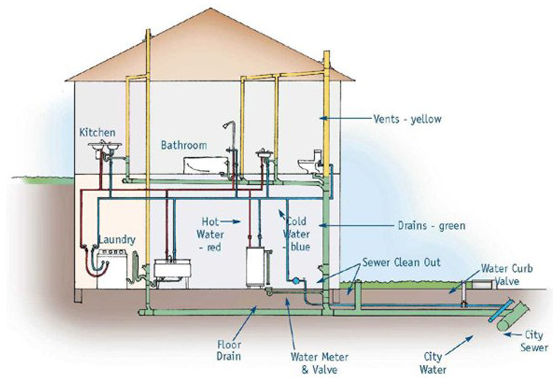 Vents - yellow
Kitchen
Bathroom
Hot
Water
- red
Cold
Water
- blue
Drains - green
Laundry
Sewer Clean Out
Water Curb
Valve
Floor
Drain
Water Meter
& Valve
City
Water
City
Sewer